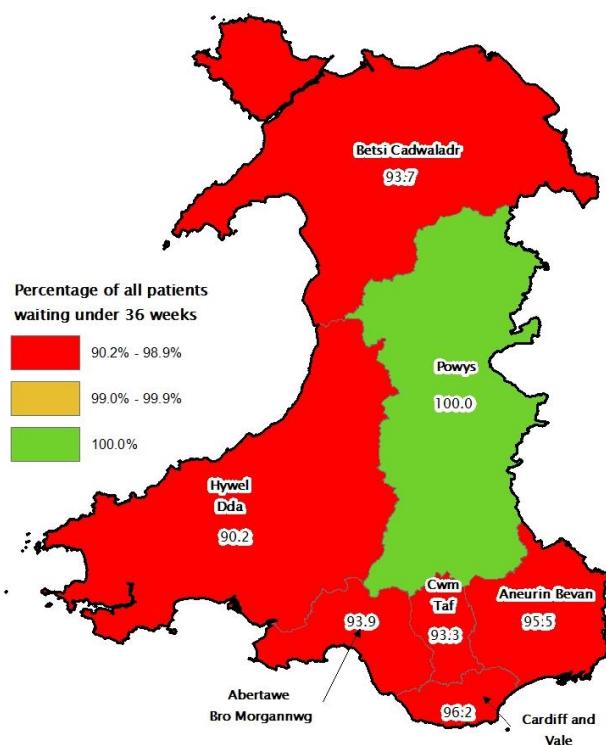 Betsi Cadwaladr
93.7
Percentage of all patients
waiting under 36 weeks
90.2% - 98.9%
99.0% - 99.9%
100.0%
Powys
100.0
Hywel
Dda
90.2
Cwm
Taf
93.3
Aneurin Bevan
95.5
93.9
Abertawe
Bro Morgannwg
96.2
Cardiff and
Vale